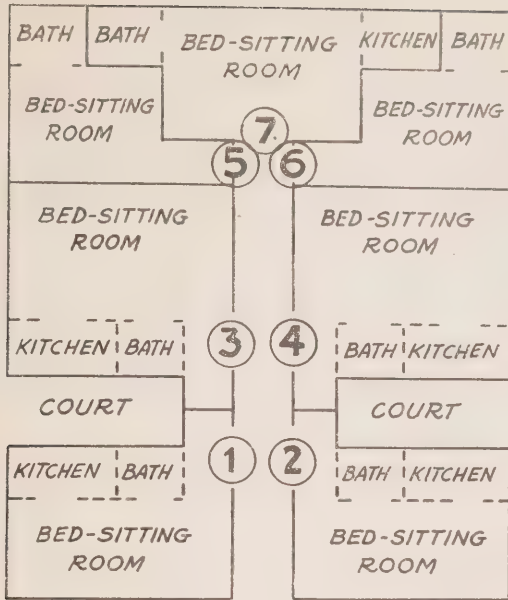 BATH BATH BED-SITTING ROOM KITCHEN BATH
BED-SITTING ROOM
BED-SITTING ROOM
7
5 6
BED-SITTING ROOM
BED-SITTING ROOM
KITCHEN BATH 3 4 BATH KITCHEN
COURT COURT
KITCHEN BATH 1 2 BATH KITCHEN
BED-SITTING ROOM
BED-SITTING ROOM